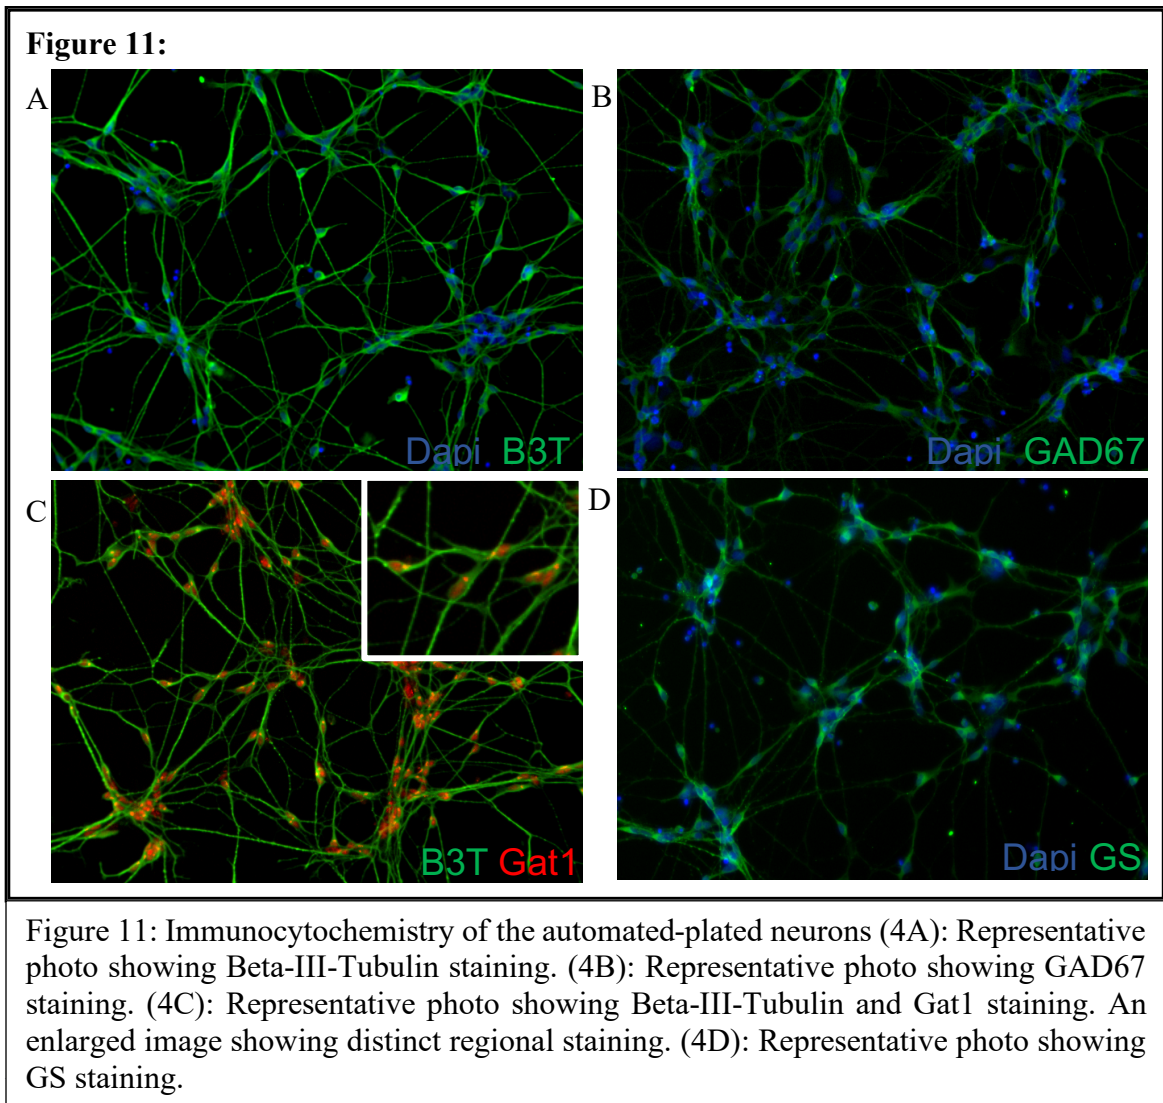 Figure 11:
A
B
Dapi B3T
Dapi GAD67
C
D
B3T Gat1
Dapi GS
Figure 11: Immunocytochemistry of the automated-plated neurons (4A): Representative
photo showing Beta-III-Tubulin staining. (4B): Representative photo showing GAD67
staining. (4C): Representative photo showing Beta-III-Tubulin and Gat1 staining. An
enlarged image showing distinct regional staining. (4D): Representative photo showing
GS staining.